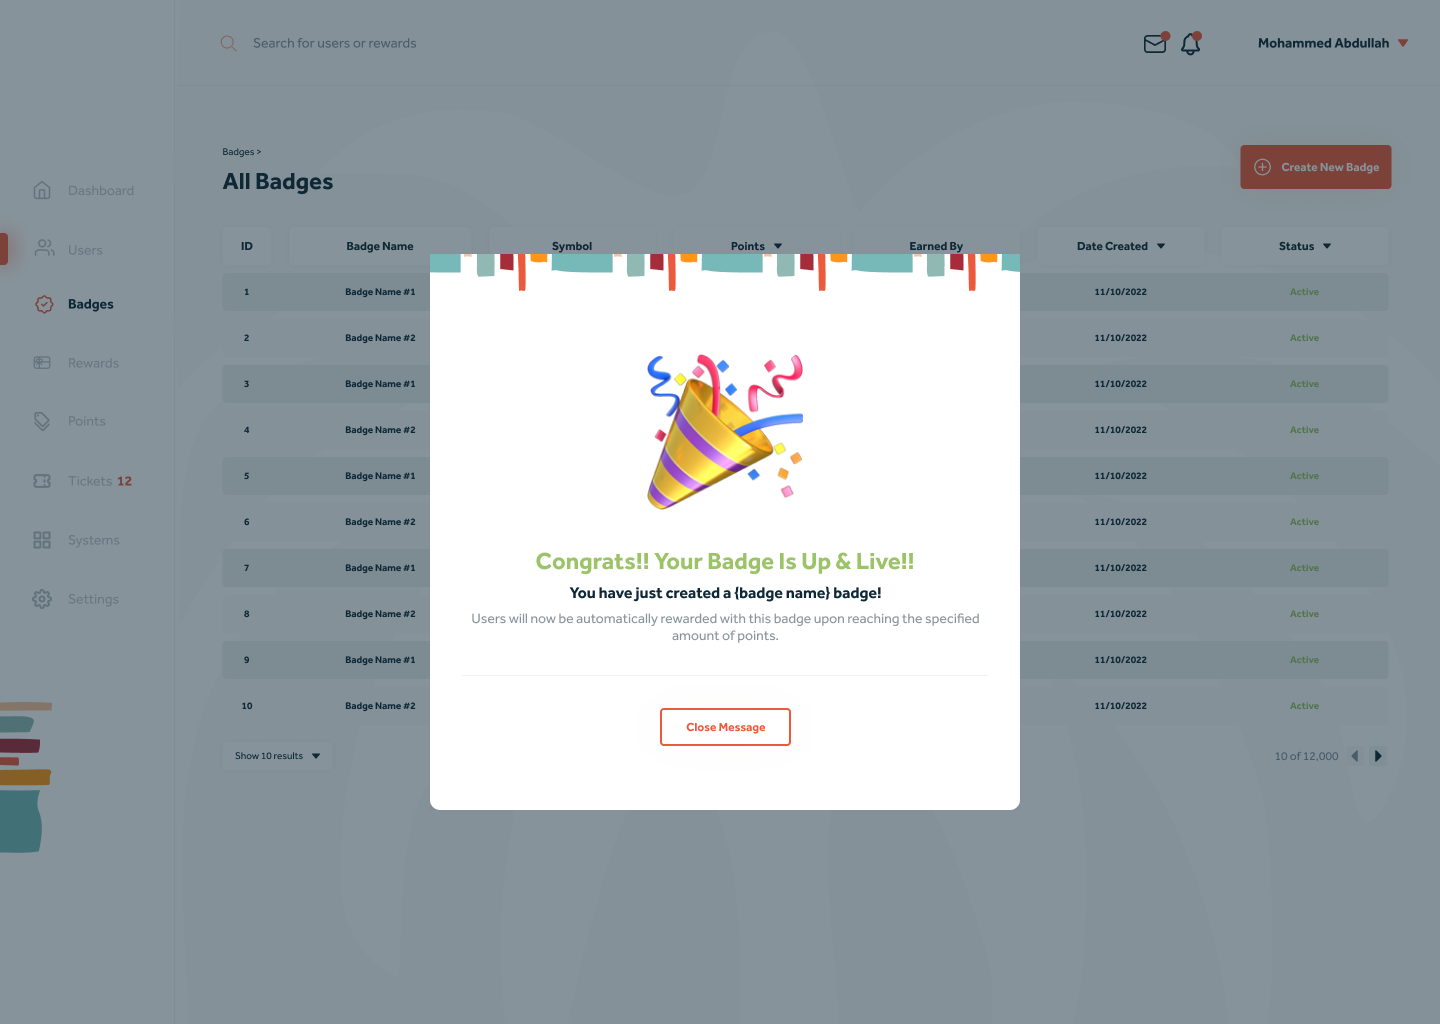 Search for users or rewards
Mohammed Abdullah
Badges >
All Badges
Create New Badge
Dashboard
Users
Badges
Rewards
Points
Tickets 12
Systems
Settings
ID Badge Name Symbol Points Earned By Date Created Status
1 Badge Name #1 11/10/2022 Active
2 Badge Name #2 11/10/2022 Active
3 Badge Name #1 11/10/2022 Active
4 Badge Name #2 11/10/2022 Active
5 Badge Name #1 11/10/2022 Active
6 Badge Name #2 11/10/2022 Active
7 Badge Name #1 11/10/2022 Active
8 Badge Name #2 11/10/2022 Active
9 Badge Name #1 11/10/2022 Active
10 Badge Name #2 11/10/2022 Active
Show 10 results
10 of 12,000
Congrats!! Your Badge Is Up & Live!!
You have just created a {badge name} badge!
Users will now be automatically rewarded with this badge upon reaching the specified
amount of points.
Close Message